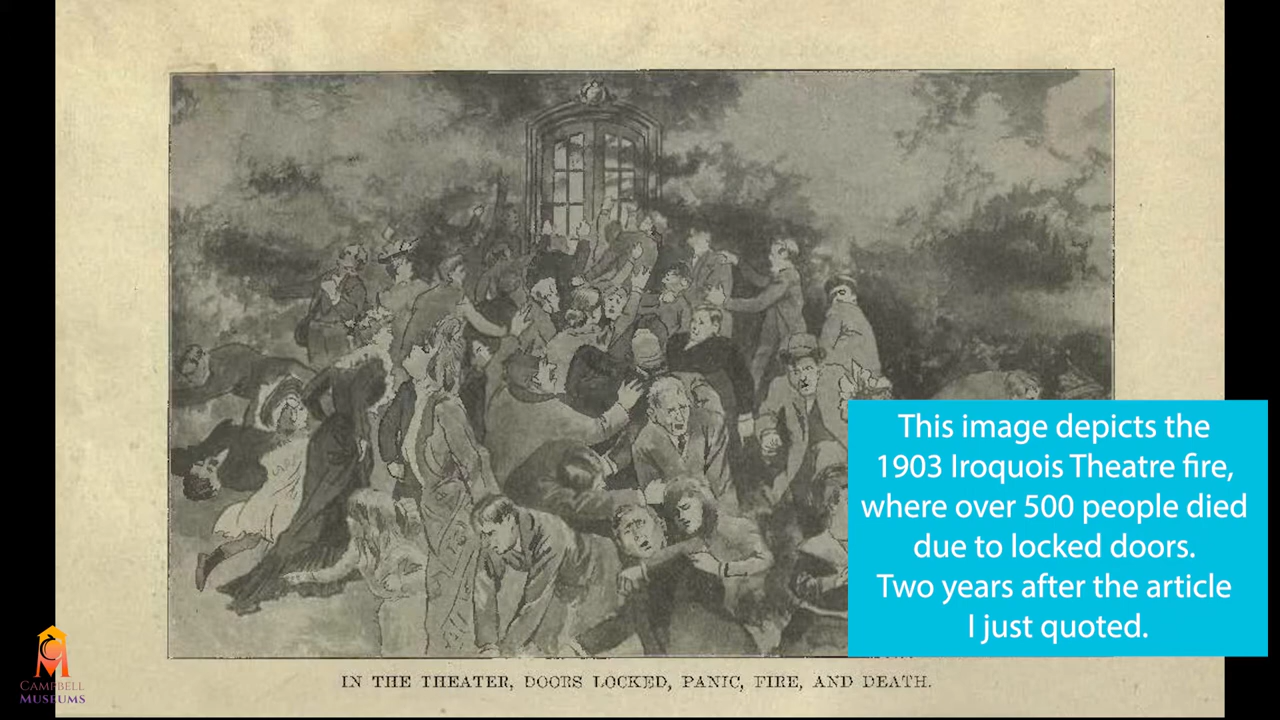 This image depicts the
1903 Iroquois Theatre fire,
where over 500 people died
due to locked doors.
Two years after the article
I just quoted.
IN THE THEATER, DOORS LOCKED, PANIC, FIRE, AND DEATH.
CAMPBELL
MUSEUMS